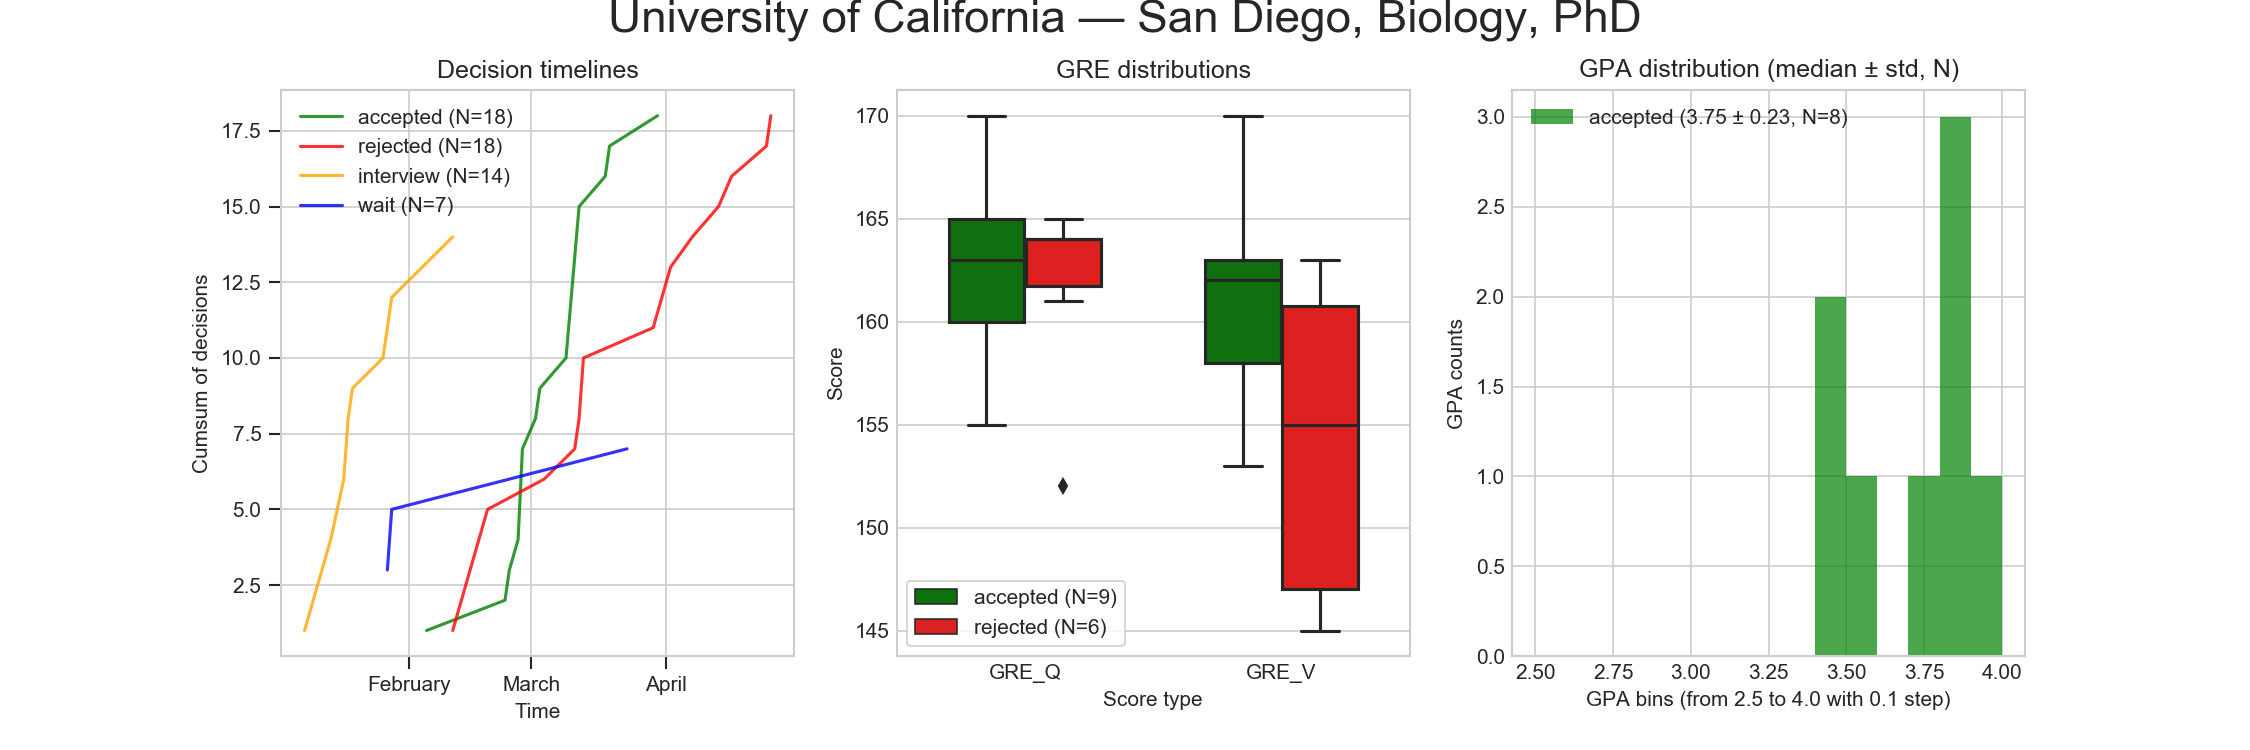 University of California — San Diego, Biology, PhD
Decision timelines
accepted (N=18)
rejected (N=18)
interview (N=14)
wait (N=7)
17.5
15.0
12.5
10.0
7.5
5.0
2.5
Cumsum of decisions
February
March
April
Time
GRE distributions
170
165
160
155
150
145
Score
accepted (N=9)
rejected (N=6)
GRE_Q
GRE_V
Score type
GPA distribution (median ± std, N)
accepted (3.75 ± 0.23, N=8)
3.0
2.5
2.0
1.5
1.0
0.5
0.0
GPA counts
2.50
2.75
3.00
3.25
3.50
3.75
4.00
GPA bins (from 2.5 to 4.0 with 0.1 step)